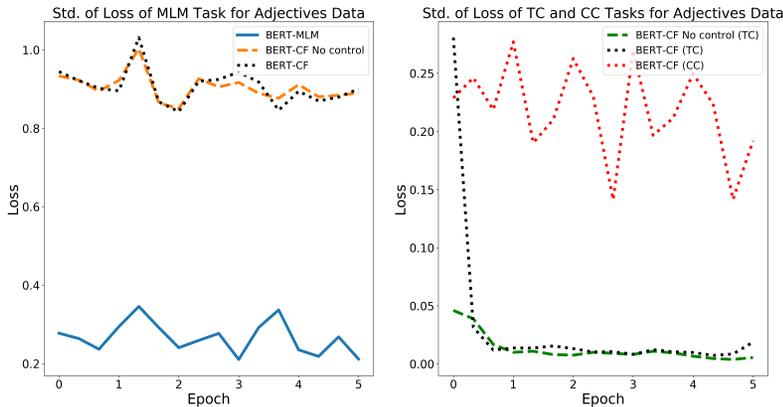 Std. of Loss of MLM Task for Adjectives Data
BERT-MLM
BERT-CF No control
BERT-CF
Loss
1.0
0.8
0.6
0.4
0.2
0 1 2 3 4 5
Epoch
Std. of Loss of TC and CC Tasks for Adjectives Data
BERT-CF No control (TC)
BERT-CF (TC)
BERT-CF (CC)
Loss
0.25
0.20
0.15
0.10
0.05
0.00
0 1 2 3 4 5
Epoch